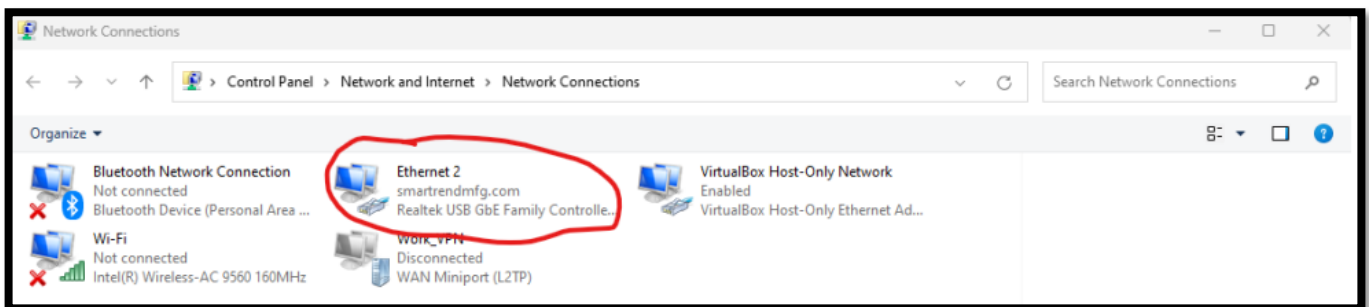 Network Connections
Control Panel > Network and Internet > Network Connections
Search Network Connections
Organize
Bluetooth Network Connection
Not connected
Bluetooth Device (Personal Area ...
Ethernet 2
smartrendmfg.com
Realtek USB GbE Family Controlle...
VirtualBox Host-Only Network
Enabled
VirtualBox Host-Only Ethernet Ad...
Wi-Fi
Not connected
Intel(R) Wireless-AC 9560 160MHz
Work_VPN
Disconnected
WAN Miniport (L2TP)